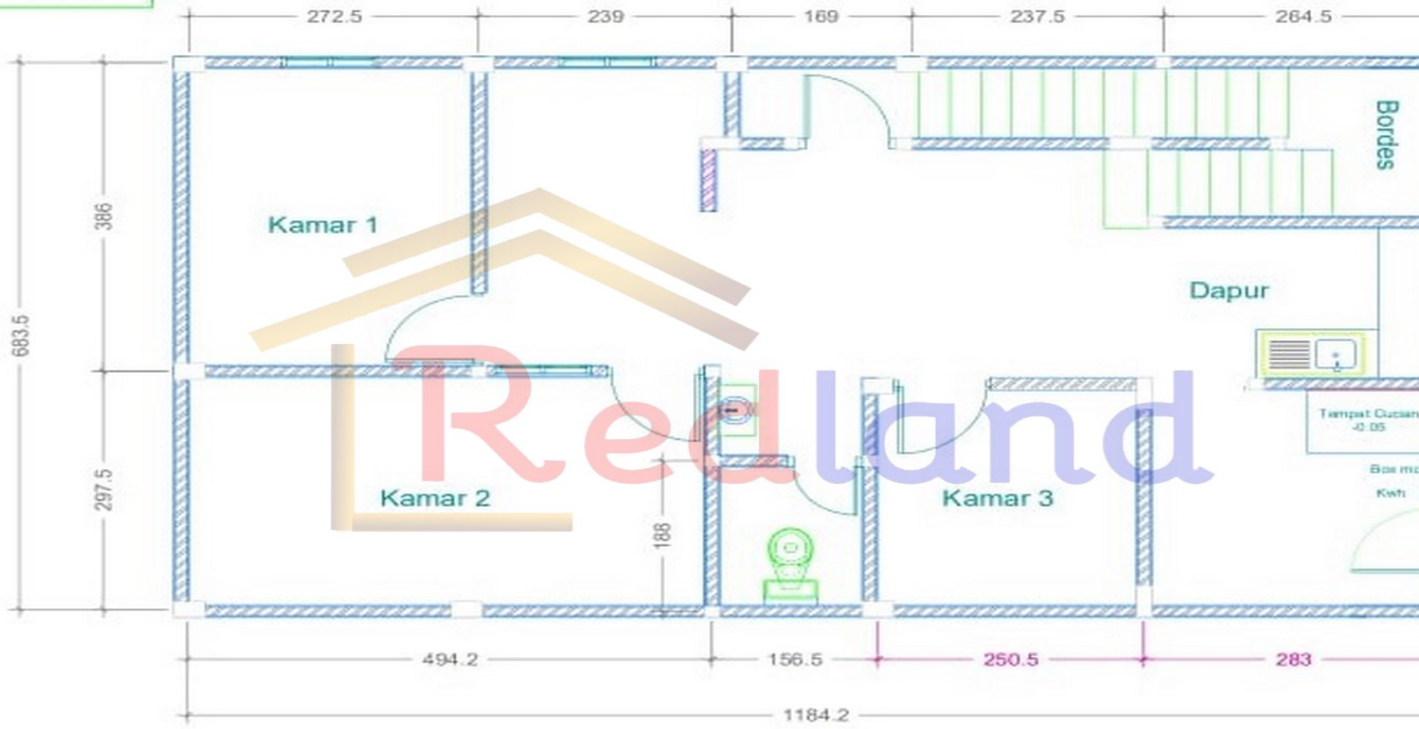 272.5 239 169 237.5 264.5
Bordes
386
Kamar 1
Dapur
683.5
Redland
Tempat Cucian
-0.05
297.5
Kamar 2
Kamar 3
Kwh
188
494.2 156.5 250.5 283
1184.2